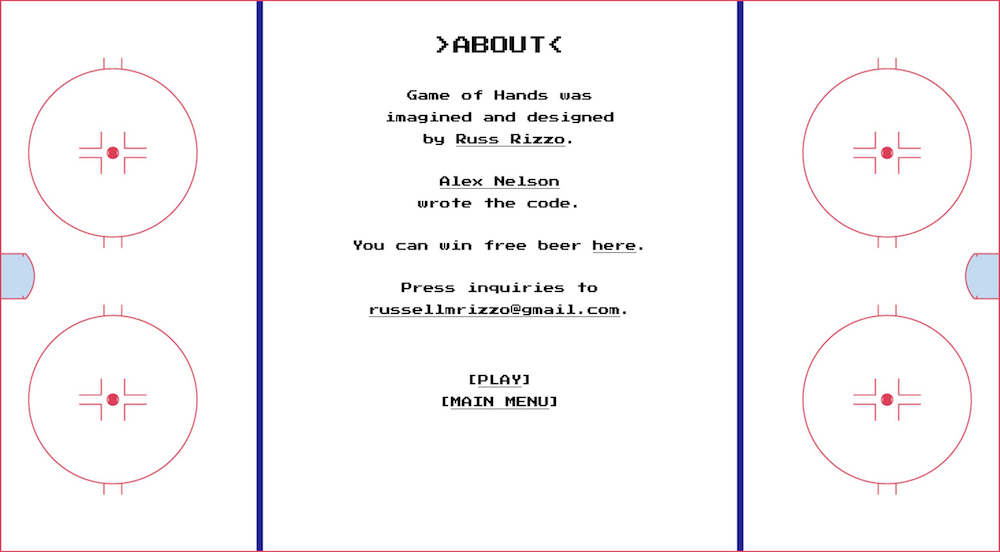 >ABOUT<
Game of Hands was
imagined and designed
by Russ Rizzo.
Alex Nelson
wrote the code.
You can win free beer here.
Press inquiries to
russellmrizzo@gmail.com.
[PLAY]
[MAIN MENU]